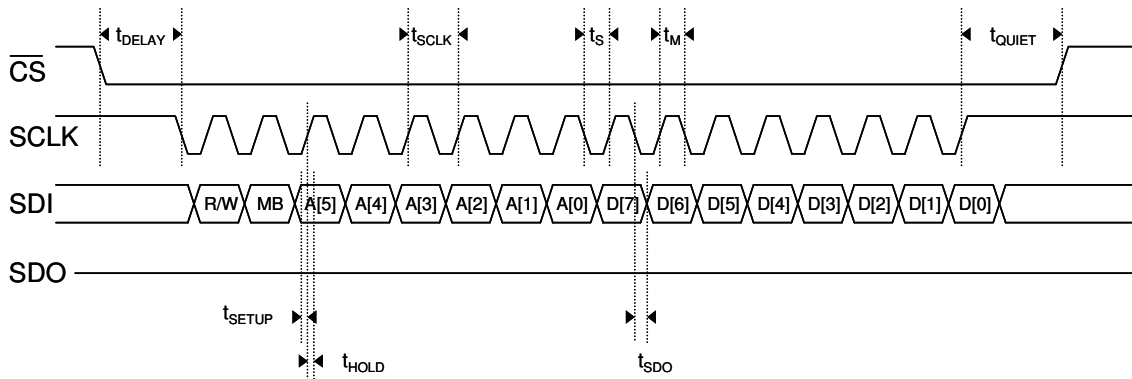 tDELAY tSCLK tS tM tQUIET
CS
SCLK
SDI R/W MB A[5] A[4] A[3] A[2] A[1] A[0] D[7] D[6] D[5] D[4] D[3] D[2] D[1] D[0]
SDO
tSETUP
tHOLD tSDO